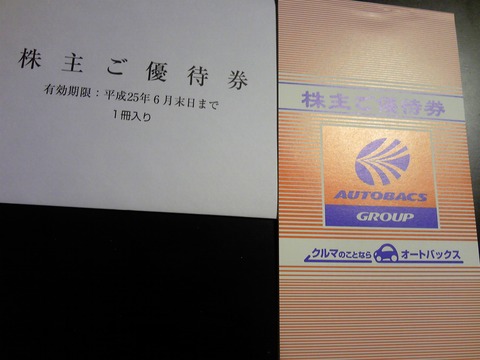 株主ご優待券
有効期限：平成25年6月末日まで
1冊入り
株主ご優待券
AUTOBACS
GROUP
クルマのことなら オートバックス